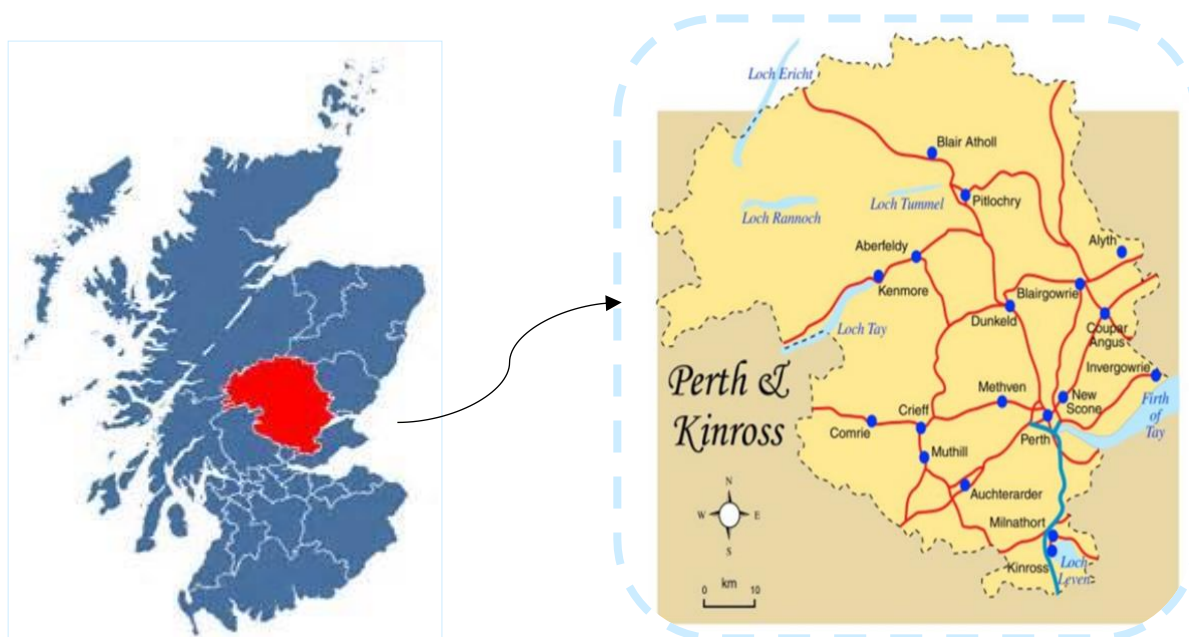 Loch Ericht
Blair Atholl
Loch Rannoch
Loch Tummel
Pitlochry
Aberfeldy
Alyth
Kenmore
Blairgowrie
Loch Tay
Dunkeld
Coupar
Angus
Invergowrie
Perth &
Kinross
Methven
New
Scone
Firth
of
Tay
Comrie
Crieff
Perth
Muthill
Auchterarder
N
W
E
S
Milnathort
Kinross
Loch
Leven
km
0
10